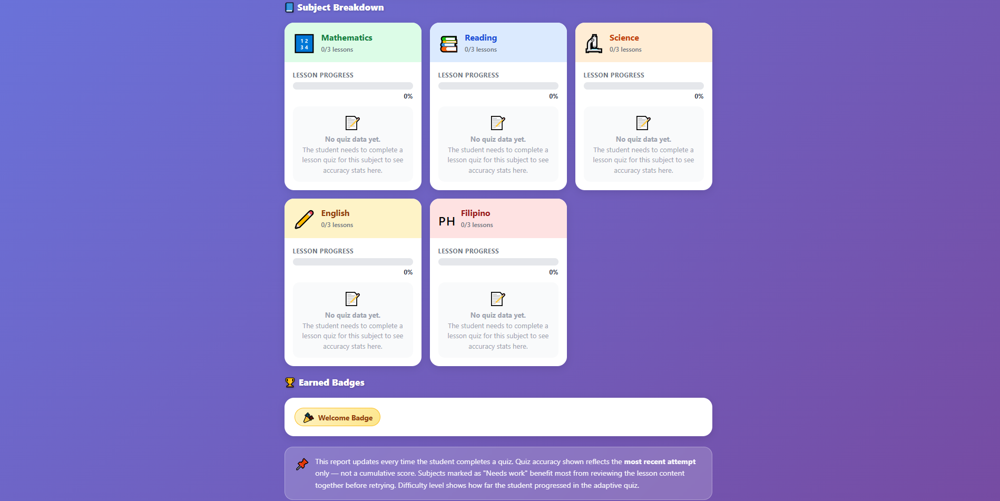 Subject Breakdown
1 2
3 4
Mathematics
0/3 lessons
LESSON PROGRESS
0%
No quiz data yet.
The student needs to complete a
lesson quiz for this subject to see
accuracy stats here.
Reading
0/3 lessons
LESSON PROGRESS
0%
No quiz data yet.
The student needs to complete a
lesson quiz for this subject to see
accuracy stats here.
Science
0/3 lessons
LESSON PROGRESS
0%
No quiz data yet.
The student needs to complete a
lesson quiz for this subject to see
accuracy stats here.
English
0/3 lessons
LESSON PROGRESS
0%
No quiz data yet.
The student needs to complete a
lesson quiz for this subject to see
accuracy stats here.
PH
Filipino
0/3 lessons
LESSON PROGRESS
0%
No quiz data yet.
The student needs to complete a
lesson quiz for this subject to see
accuracy stats here.
Earned Badges
Welcome Badge
This report updates every time the student completes a quiz. Quiz accuracy shown reflects the most recent attempt
only — not a cumulative score. Subjects marked as "Needs work" benefit most from reviewing the lesson content
together before retrying. Difficulty level shows how far the student progressed in the adaptive quiz.